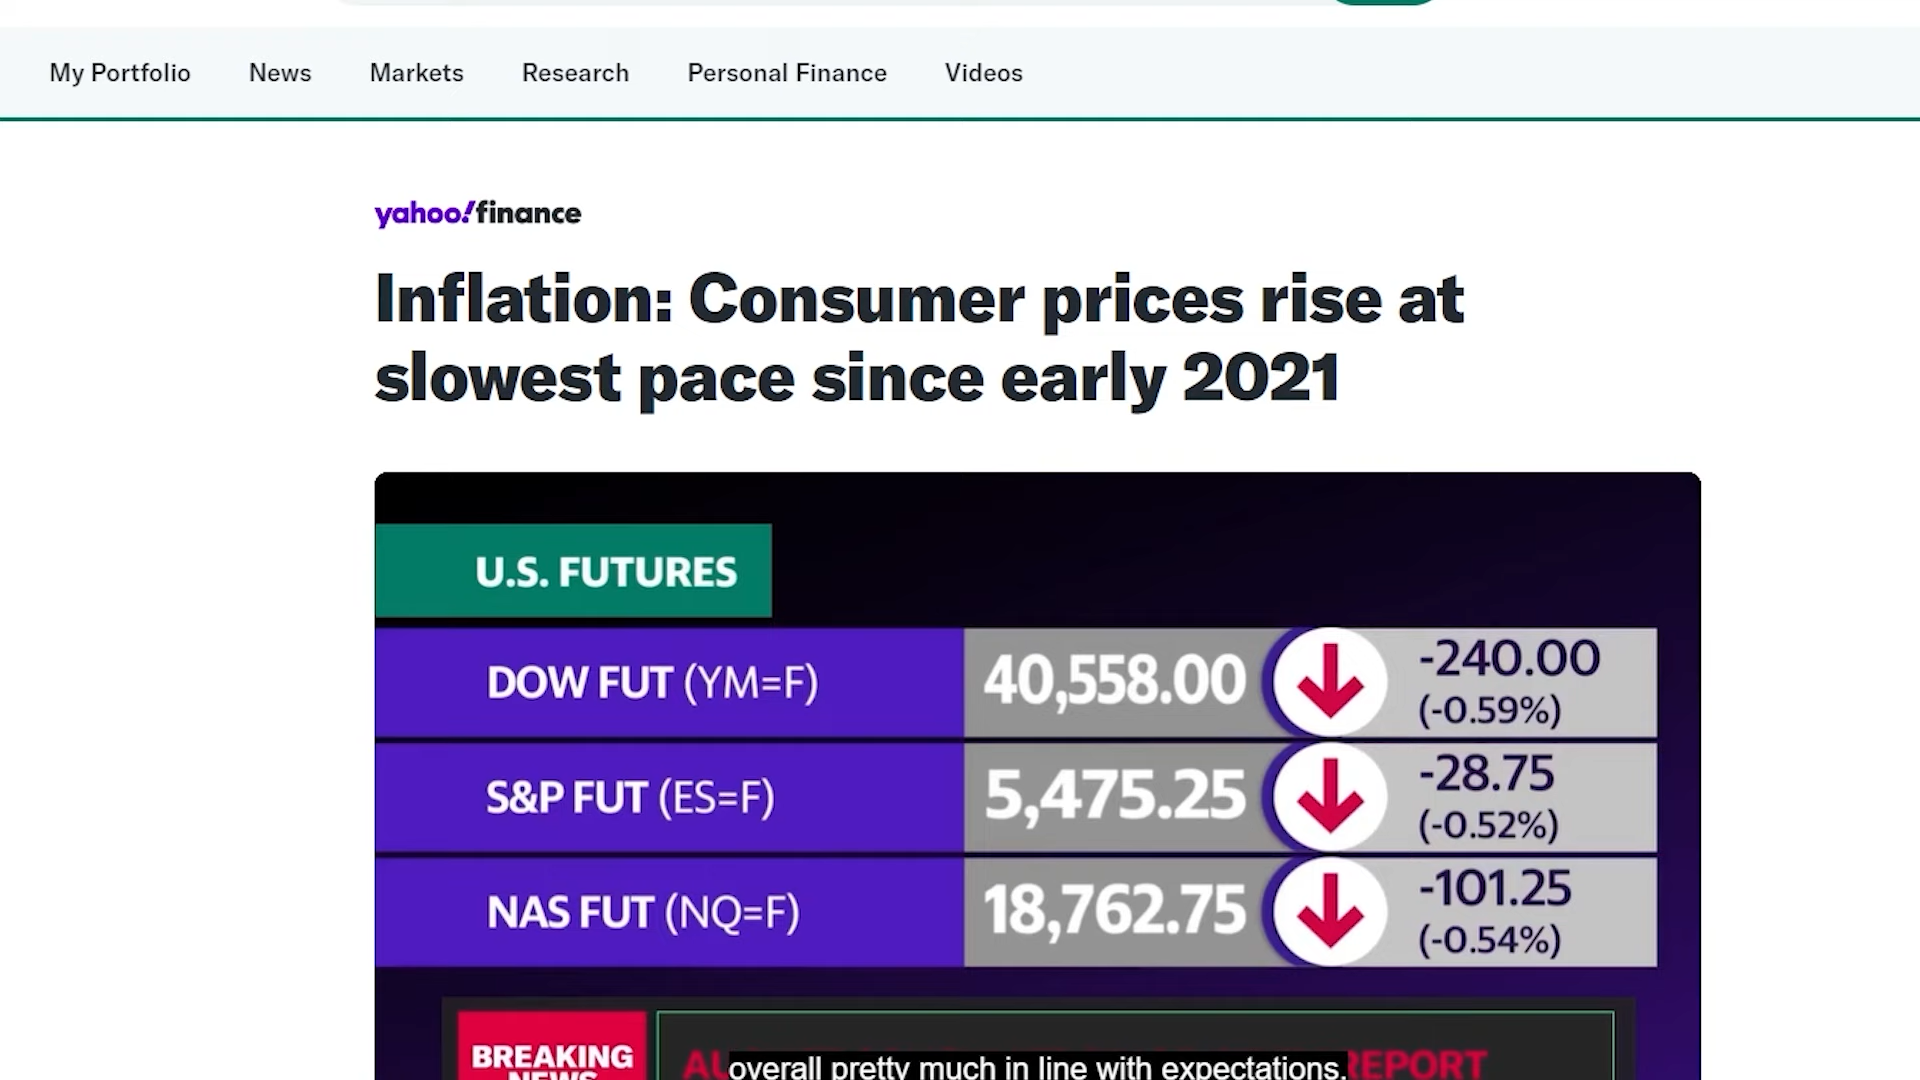 My Portfolio News Markets Research Personal Finance Videos
yahoo!finance
Inflation: Consumer prices rise at
slowest pace since early 2021
U.S. FUTURES
DOW FUT (YM=F) 40,558.00 -240.00
(-0.59%)
S&P FUT (ES=F) 5,475.25 -28.75
(-0.52%)
NAS FUT (NQ=F) 18,762.75 -101.25
(-0.54%)
BREAKING
NEWS
REPORT
overall pretty much in line with expectations.